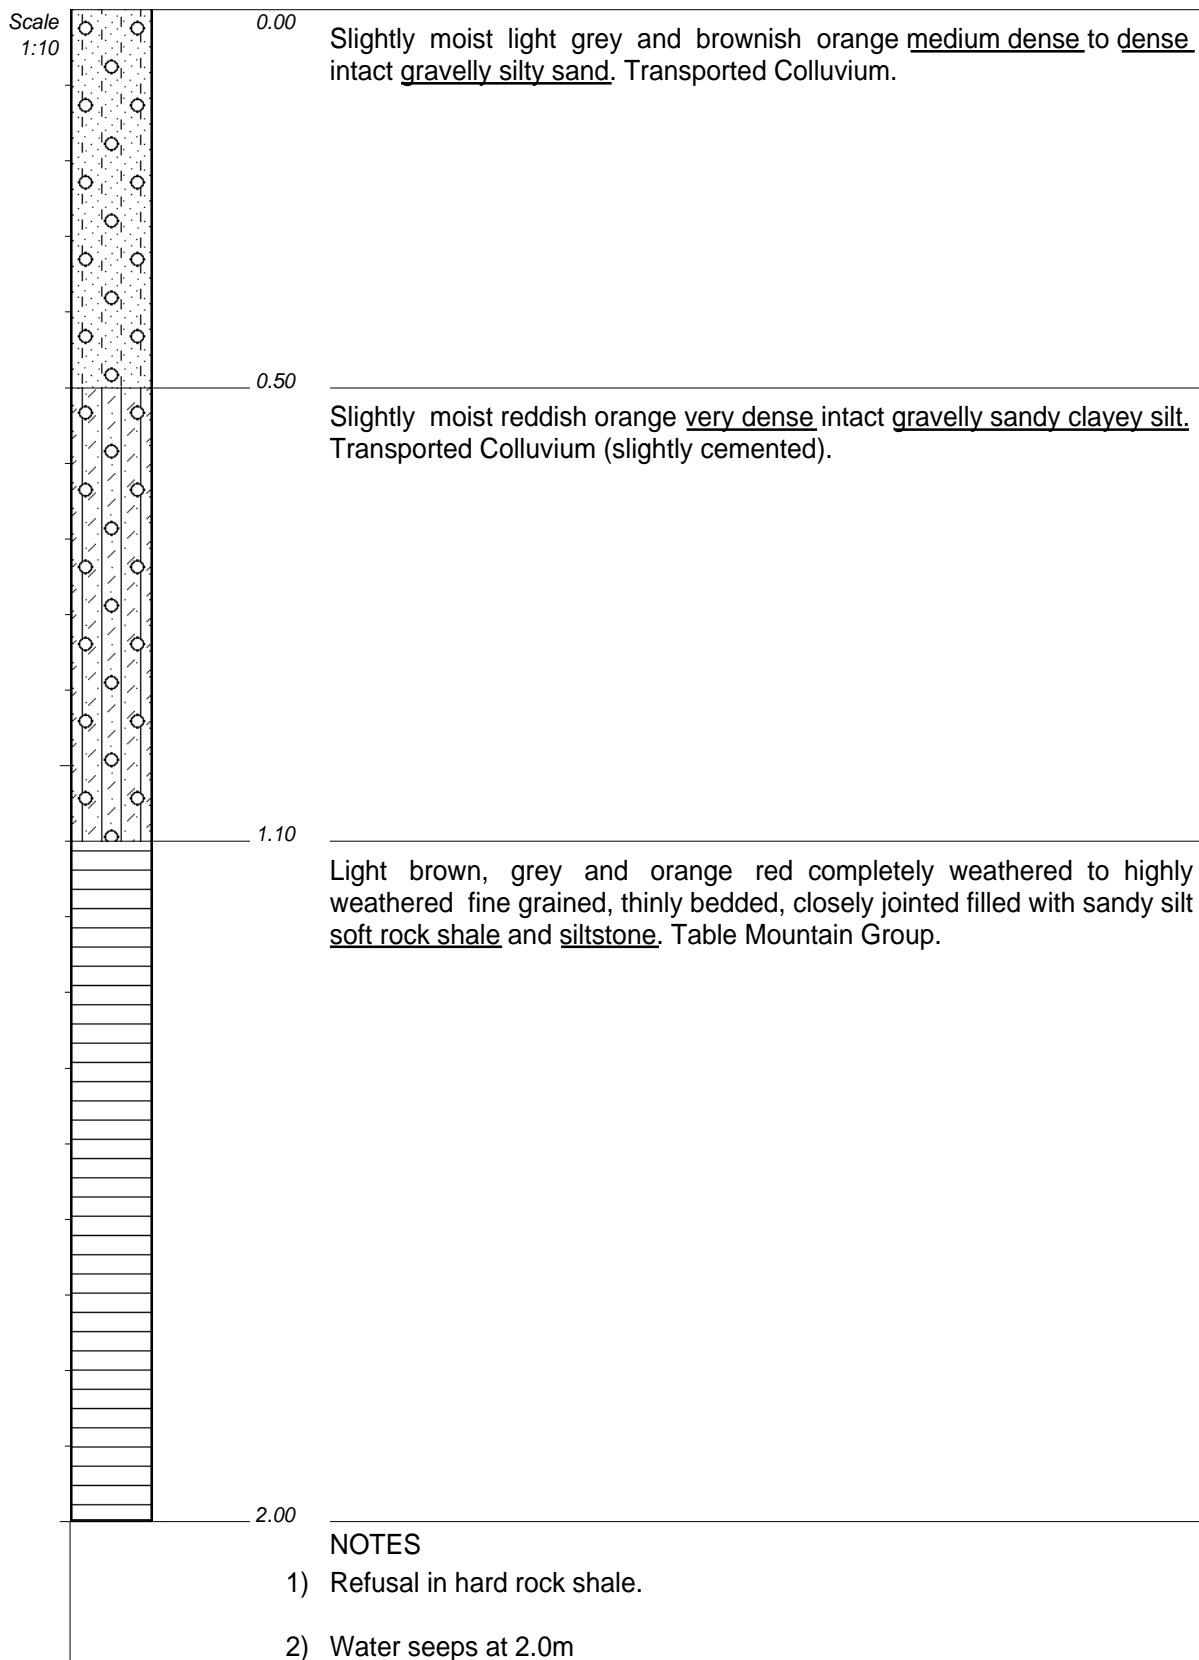 Scale
1:10
0.00
Slightly moist light grey and brownish orange medium dense to dense
intact gravelly silty sand. Transported Colluvium.
0.50
Slightly moist reddish orange very dense intact gravelly sandy clayey silt.
Transported Colluvium (slightly cemented).
1.10
Light brown, grey and orange red completely weathered to highly
weathered fine grained, thinly bedded, closely jointed filled with sandy silt
soft rock shale and siltstone. Table Mountain Group.
2.00
NOTES
1) Refusal in hard rock shale.
2) Water seeps at 2.0m